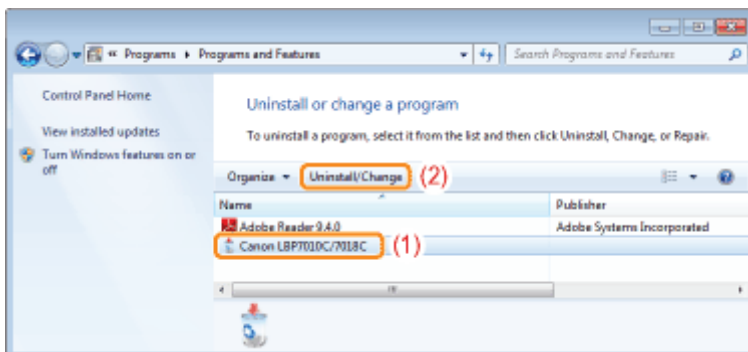 « Programs ▸ Programs and Features
Search Programs and Features
Control Panel Home
View installed updates
Turn Windows features on or
off
Uninstall or change a program
To uninstall a program, select it from the list and then click Uninstall, Change, or Repair.
Organize Uninstall/Change (2)
Name Publisher
Adobe Reader 9.4.0 Adobe Systems Incorporated
Canon LBP7010C/7018C (1)